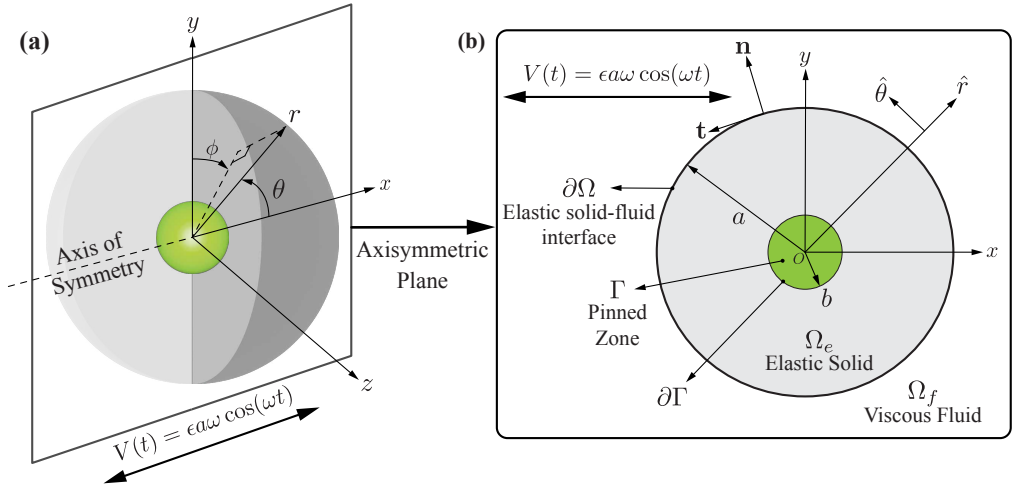 (a)
y
r
ϕ
θ
x
Axis of
Symmetry
z
V(t) = ϵaω cos(ωt)
Axisymmetric
Plane
(b)
V(t) = ϵaω cos(ωt)
n
t
y
θ̂
r̂
∂Ω
Elastic solid-fluid
interface
a
O
x
Γ
Pinned
Zone
b
Ωₑ
Elastic Solid
∂Γ
Ω_f
Viscous Fluid